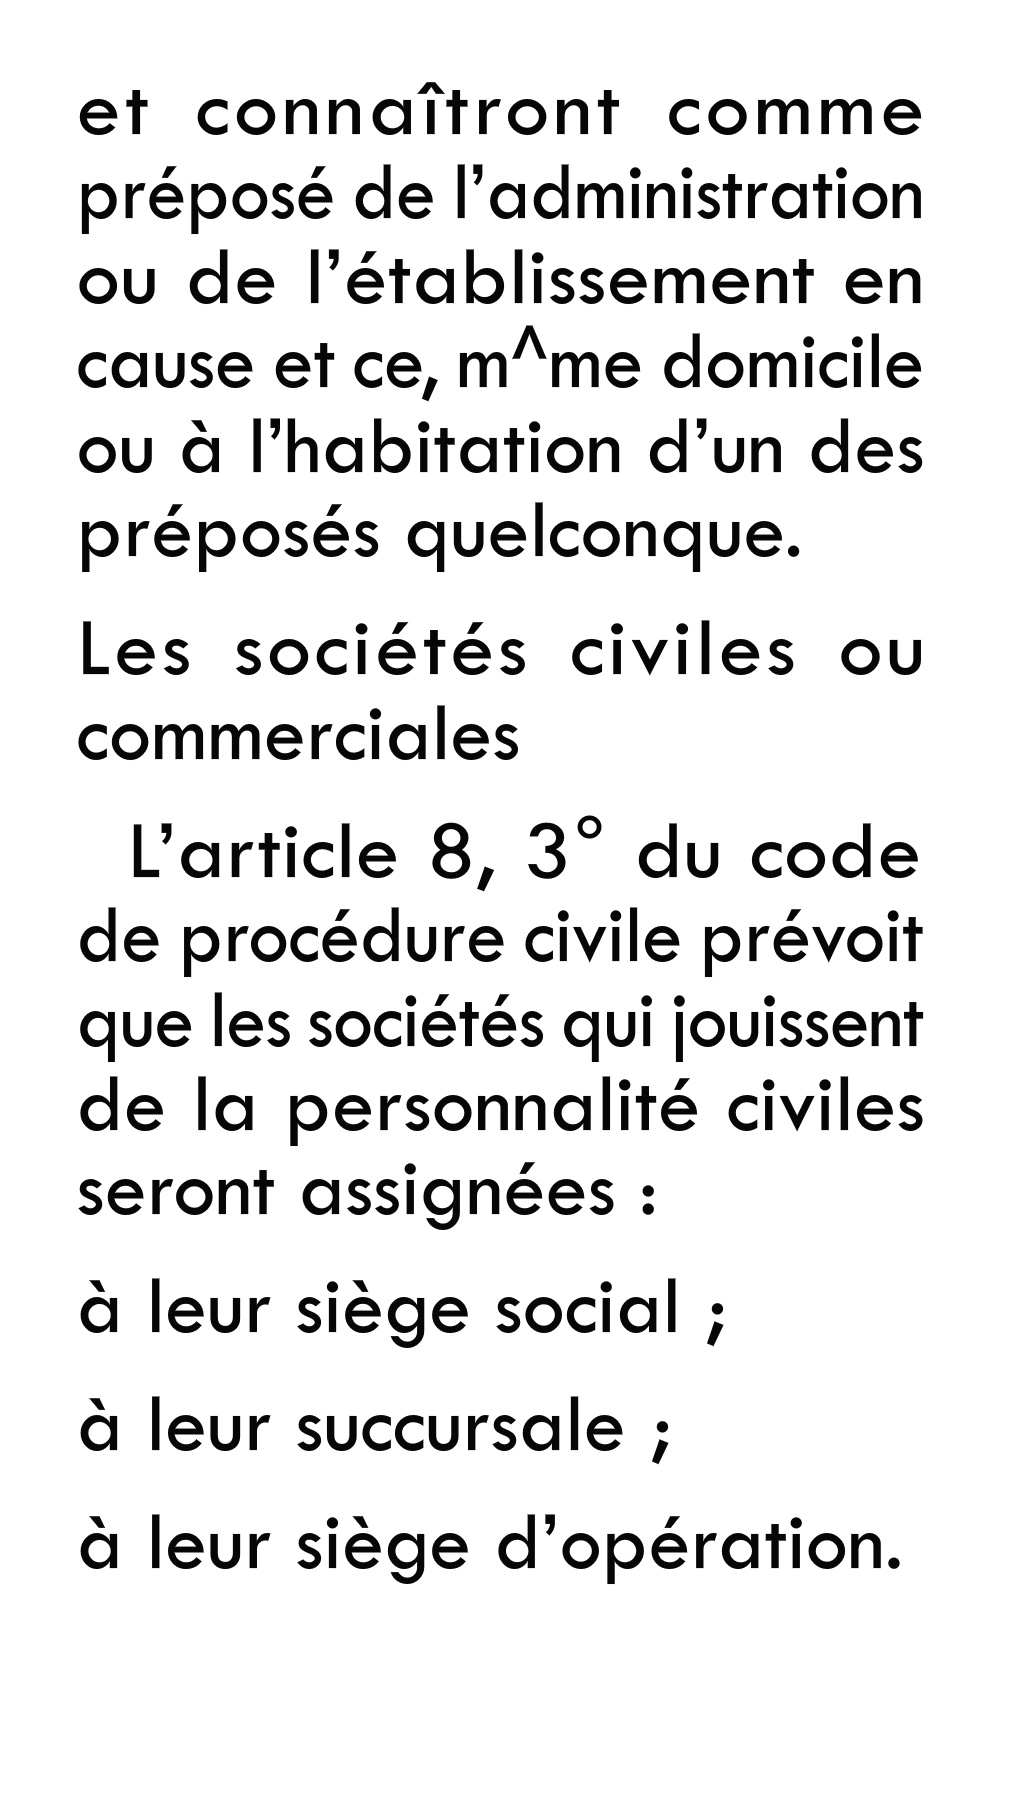 et connaîtront comme
préposé de l’administration
ou de l’établissement en
cause et ce, m^me domicile
ou à l’habitation d’un des
préposés quelconque.
Les sociétés civiles ou
commerciales
L’article 8, 3° du code
de procédure civile prévoit
que les sociétés qui jouissent
de la personnalité civiles
seront assignées :
à leur siège social ;
à leur succursale ;
à leur siège d’opération.